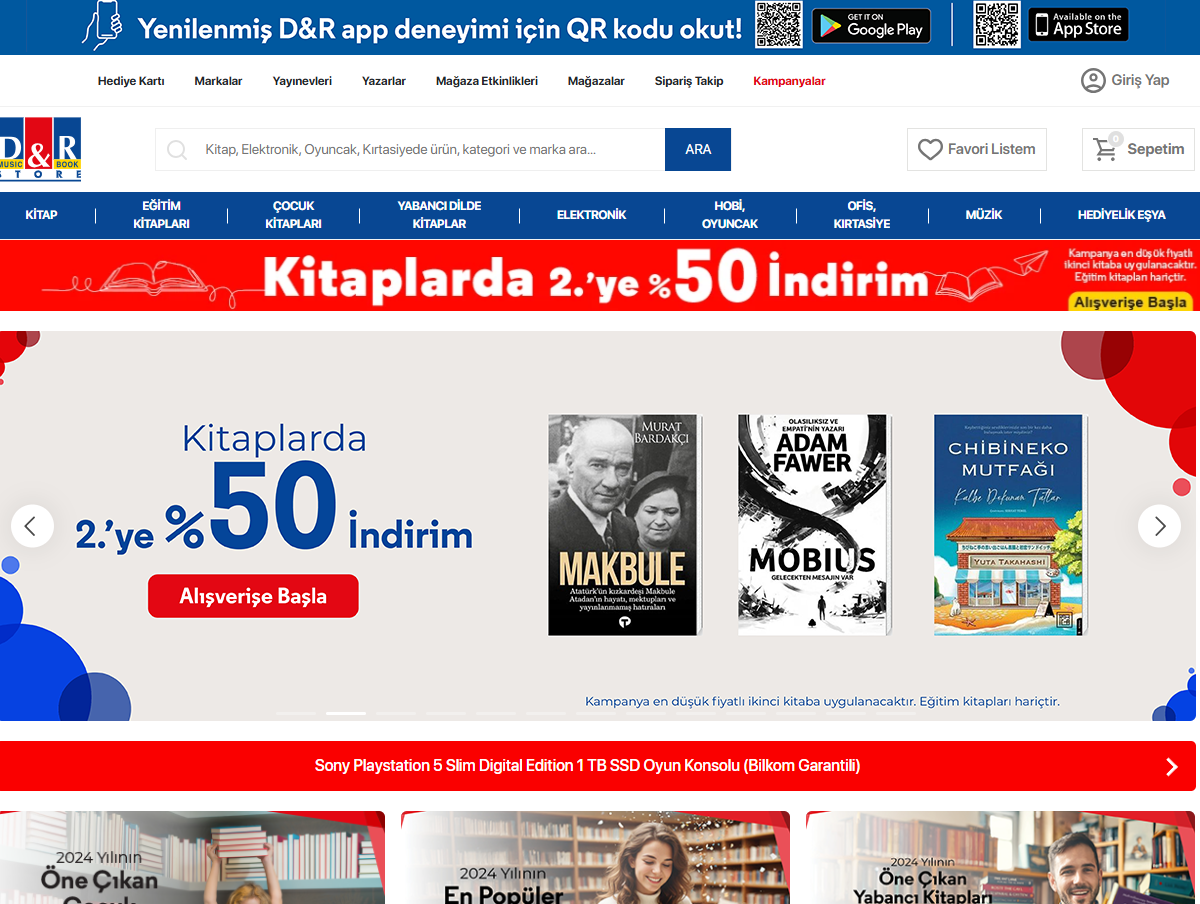 Yenilenmiş D&R app deneyimi için QR kodu okut!
GET IT ON
Google Play
Available on the
App Store
Hediye Kartı
Markalar
Yayınevleri
Yazarlar
Mağaza Etkinlikleri
Mağazalar
Sipariş Takip
Kampanyalar
Giriş Yap
D&R
MUSIC BOOK
STORE
Kitap, Elektronik, Oyuncak, Kırtasiyede ürün, kategori ve marka ara...
ARA
Favori Listem
0
Sepetim
KİTAP
EĞİTİM
KİTAPLARI
ÇOCUK
KİTAPLARI
YABANCI DİLDE
KİTAPLAR
ELEKTRONİK
HOBİ,
OYUNCAK
OFİS,
KIRTASİYE
MÜZİK
HEDİYELİK EŞYA
Kitaplarda 2.'ye %50 İndirim
Kampanya en düşük fiyatlı
ikinci kitaba uygulanacaktır.
Eğitim kitapları hariçtir.
Alışverişe Başla
Kitaplarda
2.'ye %50 İndirim
Alışverişe Başla
MURAT
BARDAKÇI
MAKBULE
Atatürk'ün kızkardeşi Makbule
Atadan'ın hayatı, mektupları ve
yayınlanmamış hatıraları
OLASILIKSIZ VE
EMPATİ'NİN YAZARI
ADAM
FAWER
MOBIUS
GELECEKTEN MESAJIN VAR
CHİBİNEKO
MUTFAĞI
Kalbe Dokunan Tatlar
YUTA TAKAHASHI
Kampanya en düşük fiyatlı ikinci kitaba uygulanacaktır. Eğitim kitapları hariçtir.
Sony Playstation 5 Slim Digital Edition 1 TB SSD Oyun Konsolu (Bilkom Garantili)
2024 Yılının
Öne Çıkan
Çocuk
2024 Yılının
En Popüler
2024 Yılının
Öne Çıkan
Yabancı Kitapları